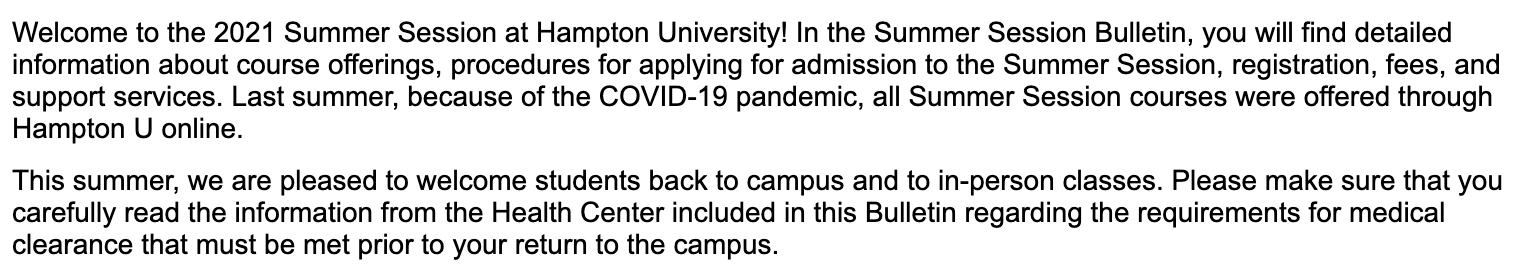 Welcome to the 2021 Summer Session at Hampton University! In the Summer Session Bulletin, you will find detailed
information about course offerings, procedures for applying for admission to the Summer Session, registration, fees, and
support services. Last summer, because of the COVID-19 pandemic, all Summer Session courses were offered through
Hampton U online.
This summer, we are pleased to welcome students back to campus and to in-person classes. Please make sure that you
carefully read the information from the Health Center included in this Bulletin regarding the requirements for medical
clearance that must be met prior to your return to the campus.